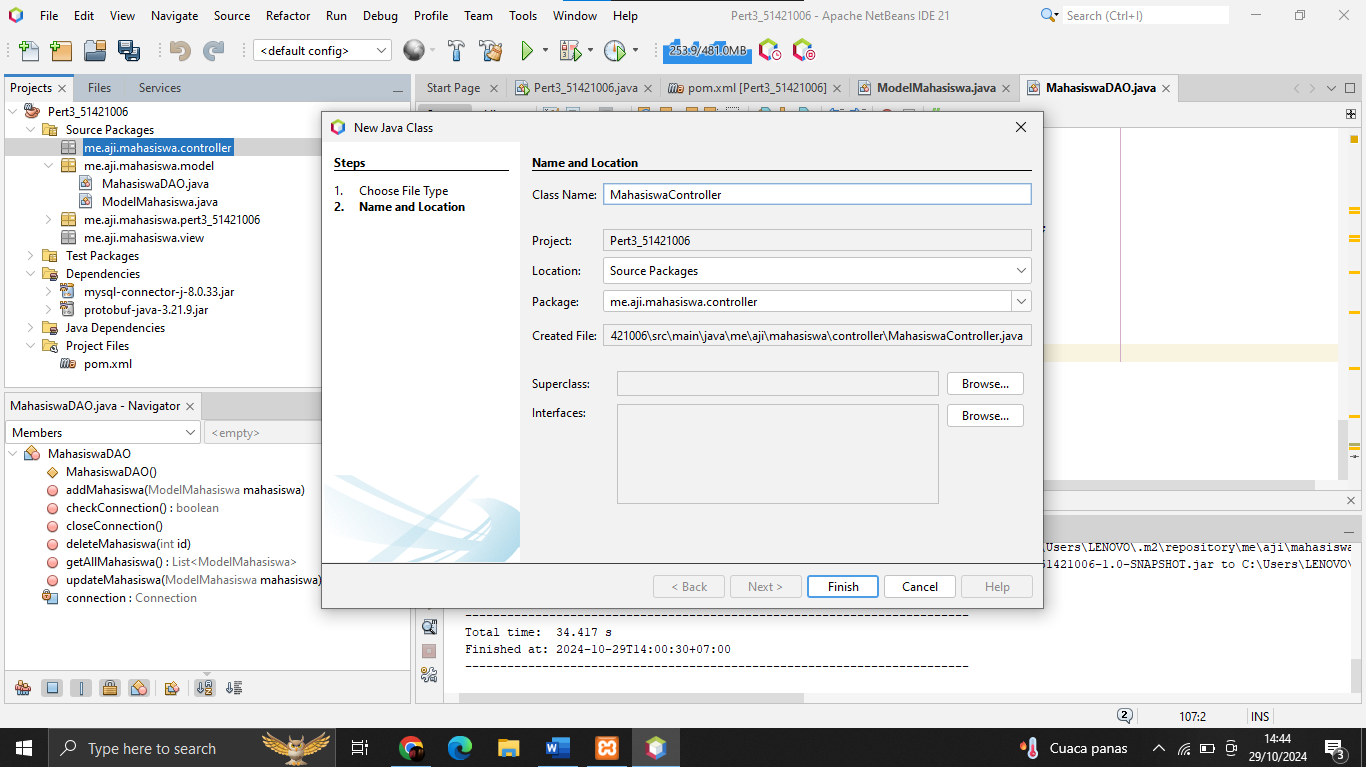 File Edit View Navigate Source Refactor Run Debug Profile Team Tools Window Help
Pert3_51421006 - Apache NetBeans IDE 21
Search (Ctrl+I)
<default config>
253.9/481.0MB
Projects Files Services
Start Page Pert3_51421006.java pom.xml [Pert3_51421006] ModelMahasiswa.java MahasiswaDAO.java
Pert3_51421006
Source Packages
me.aji.mahasiswa.controller
me.aji.mahasiswa.model
MahasiswaDAO.java
ModelMahasiswa.java
me.aji.mahasiswa.pert3_51421006
me.aji.mahasiswa.view
Test Packages
Dependencies
mysql-connector-j-8.0.33.jar
protobuf-java-3.21.9.jar
Java Dependencies
Project Files
pom.xml
MahasiswaDAO.java - Navigator
Members
<empty>
MahasiswaDAO
MahasiswaDAO()
addMahasiswa(ModelMahasiswa mahasiswa)
checkConnection() : boolean
closeConnection()
deleteMahasiswa(int id)
getAllMahasiswa() : List<ModelMahasiswa>
updateMahasiswa(ModelMahasiswa mahasiswa)
connection : Connection
New Java Class
Steps
1. Choose File Type
2. Name and Location
Name and Location
Class Name: MahasiswaController
Project: Pert3_51421006
Location: Source Packages
Package: me.aji.mahasiswa.controller
Created File: 421006\src\main\java\me\aji\mahasiswa\controller\MahasiswaController.java
Superclass: Browse...
Interfaces: Browse...
< Back Next > Finish Cancel Help
\Users\LENOVO\.m2\repository\me\aji\mahasiswa
51421006-1.0-SNAPSHOT.jar to C:\Users\LENOVO\
------------------------------------------------------------------------
Total time:  34.417 s
Finished at: 2024-10-29T14:00:30+07:00
------------------------------------------------------------------------
2 107:2 INS
Type here to search
Cuaca panas
14:44
29/10/2024
3